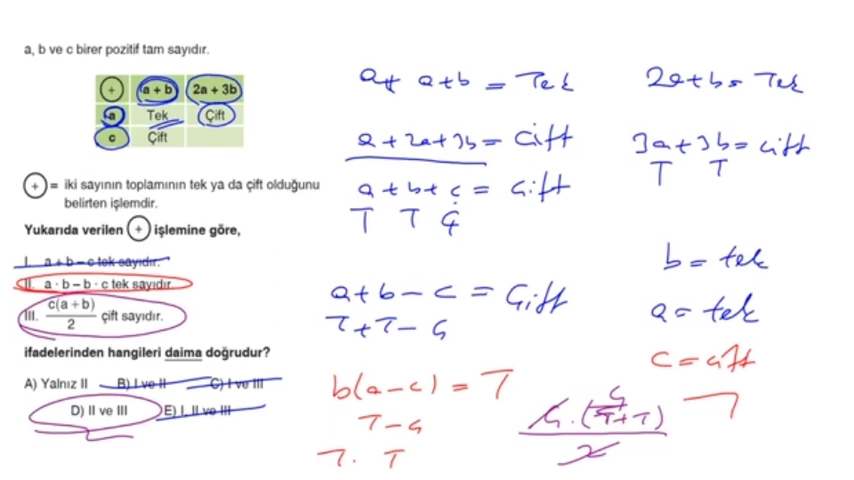 a, b ve c birer pozitif tam sayıdır.
+ a + b 2a + 3b
a Tek Çift
c Çift
+ = iki sayının toplamının tek ya da çift olduğunu
belirten işlemdir.
Yukarıda verilen + işlemine göre,
I. a + b – c tek sayıdır.
II. a · b – b · c tek sayıdır.
III. c(a + b)/2 çift sayıdır.
ifadelerinden hangileri daima doğrudur?
A) Yalnız II B) I ve II C) I ve III
D) II ve III E) I, II ve III
a+ a+b = Tek
a+2a+3b = Çift
a+b+c = Çift
T T Ç
a+b-c = Çift
T+T-Ç
b(a-c) = T
T-Ç
T. T
2a+b= Tek
3a+3b= çift
T T
b= tek
a= tek
c= çift
T
Ç
Ç.(T+T)
2